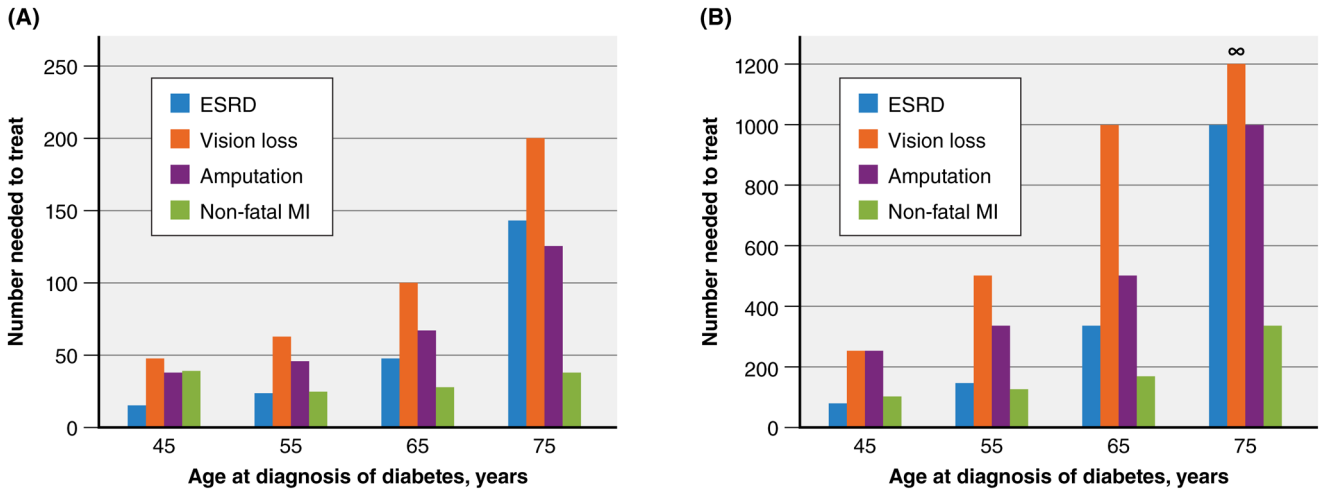 (A)
Number needed to treat
250
200
150
100
50
0
ESRD
Vision loss
Amputation
Non-fatal MI
45 55 65 75
Age at diagnosis of diabetes, years
(B)
Number needed to treat
1200
1000
800
600
400
200
0
∞
ESRD
Vision loss
Amputation
Non-fatal MI
45 55 65 75
Age at diagnosis of diabetes, years